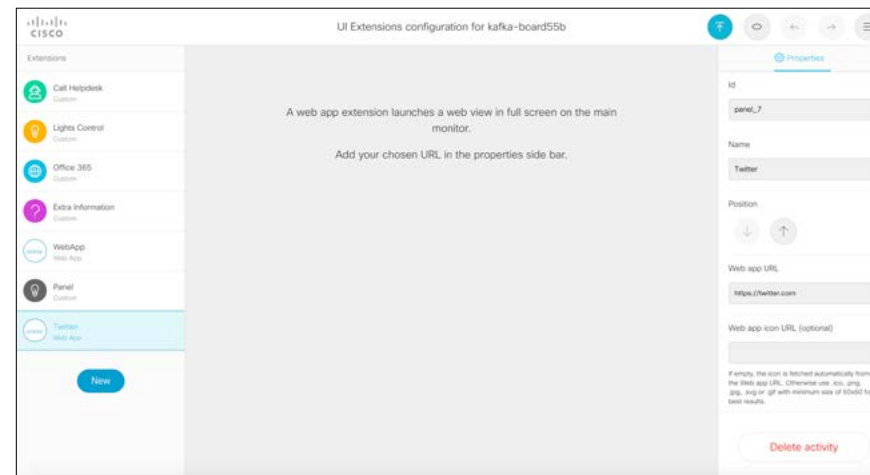 CISCO
UI Extensions configuration for kafka-board55b
Extensions
Properties
Call Helpdesk
Custom
Lights Control
Custom
Office 365
Custom
Extra Information
Custom
WebApp
Web App
Panel
Custom
Twitter
Web App
New
A web app extension launches a web view in full screen on the main
monitor.
Add your chosen URL in the properties side bar.
Id
panel_7
Name
Twitter
Position
Web app URL
https://twitter.com
Web app icon URL (optional)
If empty, the icon is fetched automatically from
the Web app URL. Otherwise use .ico, .png,
.jpg, .svg or .gif with minimum size of 60x60 for
best results.
Delete activity